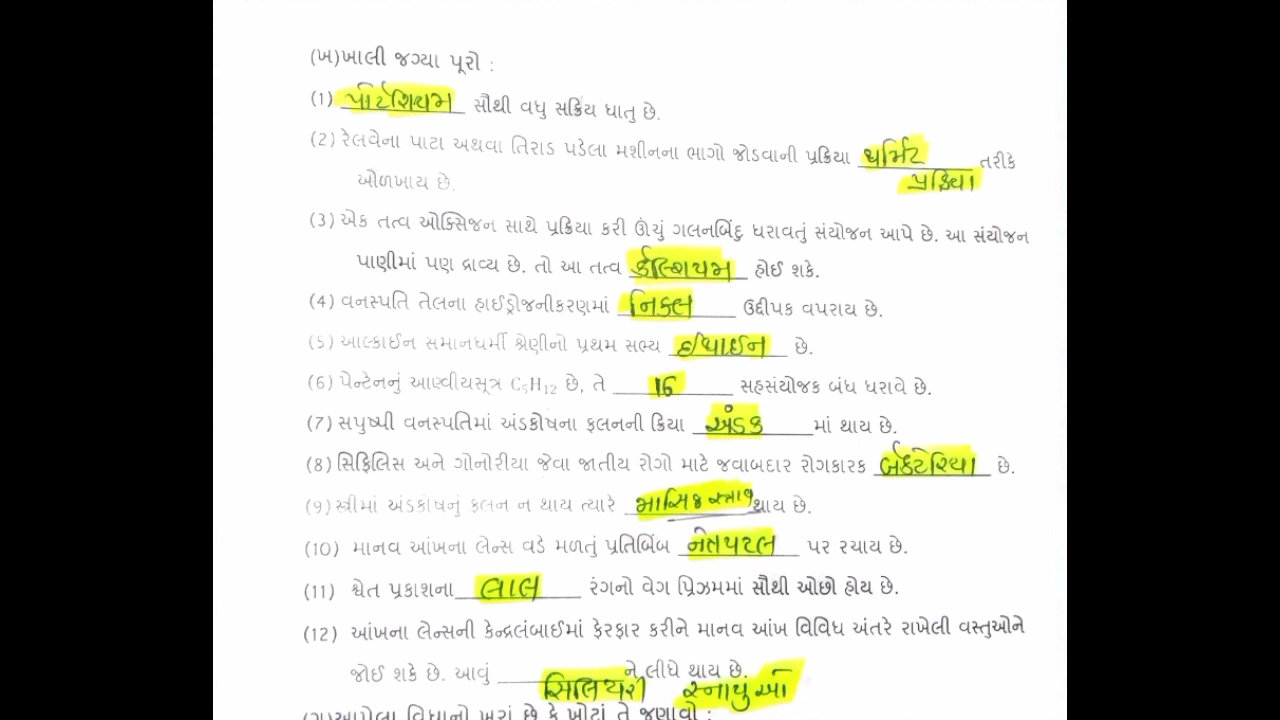 (ખ)ખાલી જગ્યા પૂરો :
(1) પોટેશિયમ સૌથી વધુ સક્રિય ધાતુ છે.
(2) રેલવેના પાટા અથવા તિરાડ પડેલા મશીનના ભાગો જોડવાની પ્રક્રિયા થર્મિટ તરીકે
પ્રક્રિયા
ઓળખાય છે.
(3) એક તત્વ ઓક્સિજન સાથે પ્રક્રિયા કરી ઊંચું ગલનબિંદુ ધરાવતું સંયોજન આપે છે. આ સંયોજન
પાણીમાં પણ દ્રાવ્ય છે. તો આ તત્વ કેલ્શિયમ હોઈ શકે.
(4) વનસ્પતિ તેલના હાઈડ્રોજનીકરણમાં નિકલ ઉદ્દીપક વપરાય છે.
(5) આલ્કાઈન સમાનધર્મી શ્રેણીનો પ્રથમ સભ્ય ઈથાઈન છે.
(6) પેન્ટેનનું આણ્વીયસૂત્ર C₅H₁₂ છે, તે 16 સહસંયોજક બંધ ધરાવે છે.
(7) સપુષ્પી વનસ્પતિમાં અંડકોષના ફલનની ક્રિયા અંડક માં થાય છે.
(8) સિફિલિસ અને ગોનોરીયા જેવા જાતીય રોગો માટે જવાબદાર રોગકારક બેક્ટેરિયા છે.
(9) સ્ત્રીમાં અંડકોષનું ફલન ન થાય ત્યારે માસિક સ્ત્રાવ થાય છે.
(10) માનવ આંખના લેન્સ વડે મળતું પ્રતિબિંબ નેત્રપટલ પર રચાય છે.
(11) શ્વેત પ્રકાશના લાલ રંગનો વેગ પ્રિઝમમાં સૌથી ઓછો હોય છે.
(12) આંખના લેન્સની કેન્દ્રલંબાઈમાં ફેરફાર કરીને માનવ આંખ વિવિધ અંતરે રાખેલી વસ્તુઓને
જોઈ શકે છે. આવું ને લીધે થાય છે.
સિલિયરી સ્નાયુઓ
(ગ)આપેલા વિધાનો ખરાં છે કે ખોટાં તે જણાવો :